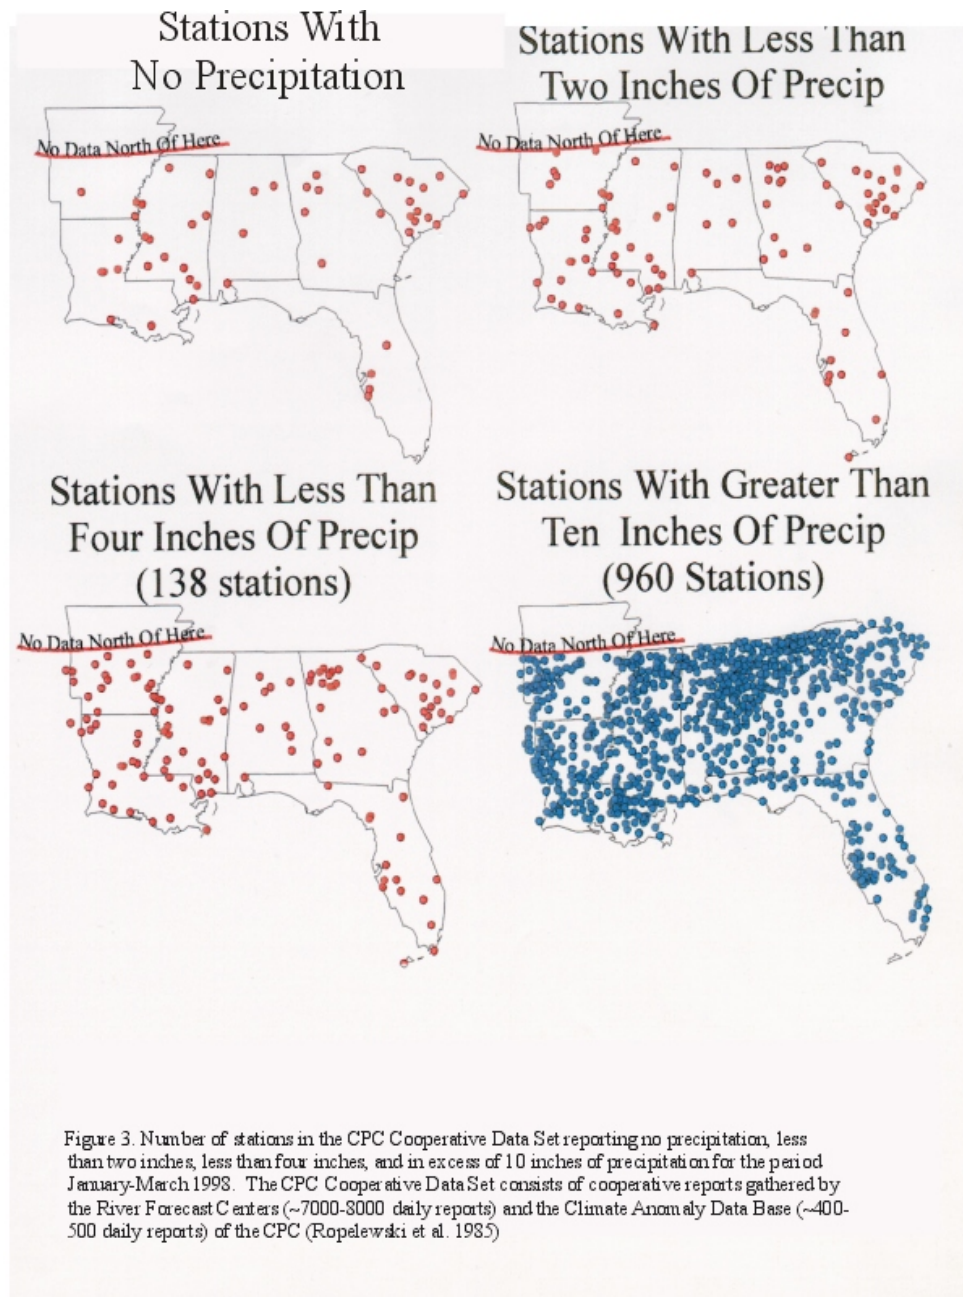 Stations With
No Precipitation
No Data North Of Here
Stations With Less Than
Two Inches Of Precip
No Data North Of Here
Stations With Less Than
Four Inches Of Precip
(138 stations)
No Data North Of Here
Stations With Greater Than
Ten Inches Of Precip
(960 Stations)
No Data North Of Here
Figure 3. Number of stations in the CPC Cooperative Data Set reporting no precipitation, less
than two inches, less than four inches, and in excess of 10 inches of precipitation for the period
January-March 1998. The CPC Cooperative Data Set consists of cooperative reports gathered by
the River Forecast Centers (~7000-8000 daily reports) and the Climate Anomaly Data Base (~400-
500 daily reports) of the CPC (Ropelewski et al. 1985)